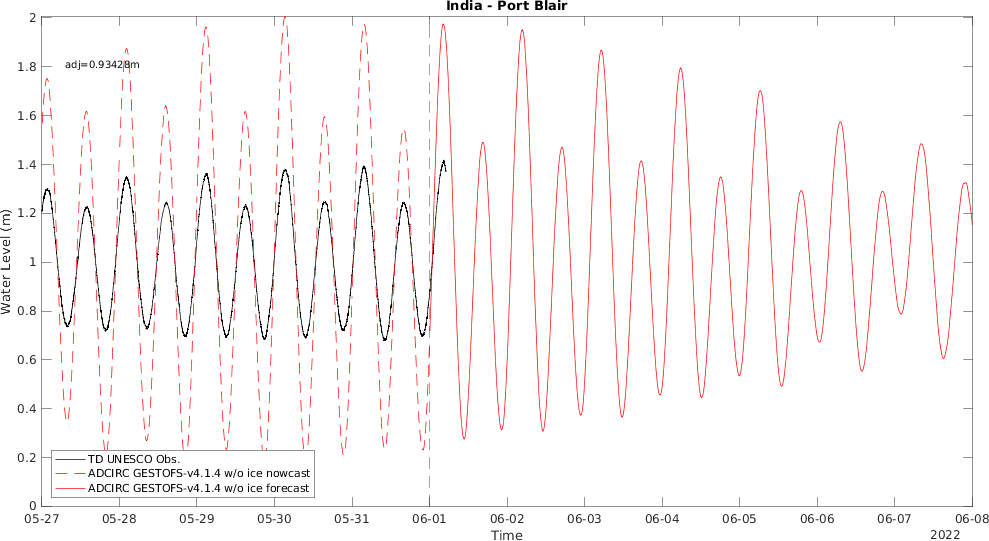 India - Port Blair
2
1.8
1.6
1.4
1.2
1
0.8
0.6
0.4
0.2
0
Water Level (m)
adj=0.93428m
TD UNESCO Obs.
ADCIRC GESTOFS-v4.1.4 w/o ice nowcast
ADCIRC GESTOFS-v4.1.4 w/o ice forecast
05-27 05-28 05-29 05-30 05-31 06-01 06-02 06-03 06-04 06-05 06-06 06-07 06-08
Time
2022